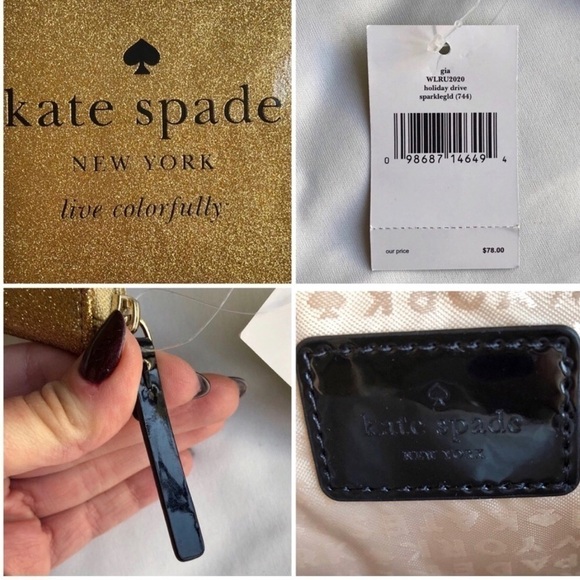 kate spade
NEW YORK
live colorfully
gia
WLRU2020
holiday drive
sparklegld (744)
0 98687 14649 4
our price $78.00
kate spade
NEW YORK